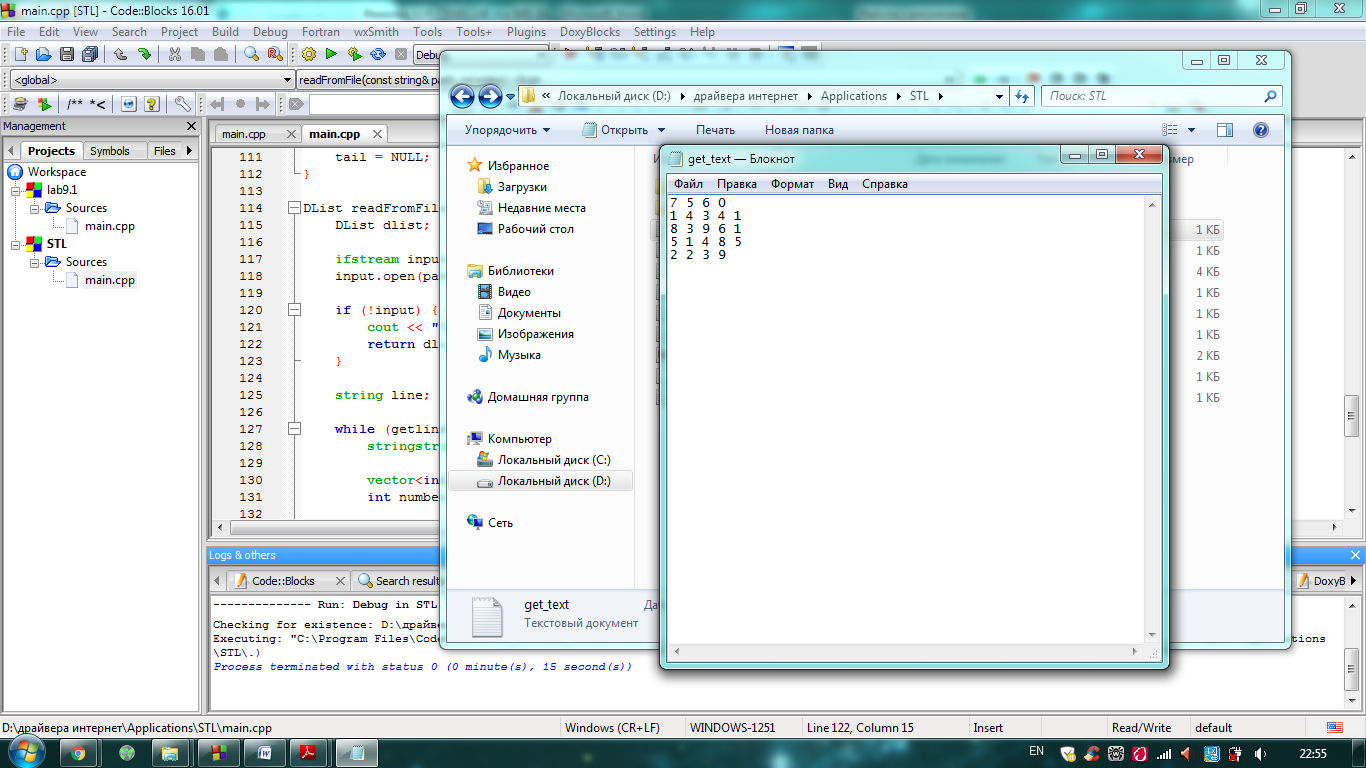 main.cpp [STL] - Code::Blocks 16.01
File Edit View Search Project Build Debug Fortran wxSmith Tools Tools+ Plugins DoxyBlocks Settings Help
Debu
<global>
readFromFile(const string& pa
/** *<
Management
Projects Symbols Files
Workspace
lab9.1
Sources
main.cpp
STL
Sources
main.cpp
main.cpp main.cpp
111 tail = NULL;
112 }
113
114 DList readFromFil
115 DList dlist;
116
117 ifstream inpu
118 input.open(pa
119
120 if (!input) {
121 cout << "
122 return dl
123 }
124
125 string line;
126
127 while (getlin
128 stringstr
129
130 vector<in
131 int numbe
132
Локальный диск (D:) драйвера интернет Applications STL
Поиск: STL
Упорядочить Открыть Печать Новая папка
Избранное
Загрузки
Недавние места
Рабочий стол
Библиотеки
Видео
Документы
Изображения
Музыка
Домашняя группа
Компьютер
Локальный диск (C:)
Локальный диск (D:)
Сеть
мер
1 КБ
1 КБ
4 КБ
1 КБ
1 КБ
1 КБ
2 КБ
1 КБ
1 КБ
get_text
Да
Текстовый документ
get_text — Блокнот
Файл Правка Формат Вид Справка
7 5 6 0
1 4 3 4 1
8 3 9 6 1
5 1 4 8 5
2 2 3 9
Logs & others
Code::Blocks Search result DoxyB
-------------- Run: Debug in STL
Checking for existence: D:\драйве
Executing: "C:\Program Files\Code tions
\STL\.)
Process terminated with status 0 (0 minute(s), 15 second(s))
D:\драйвера интернет\Applications\STL\main.cpp Windows (CR+LF) WINDOWS-1251 Line 122, Column 15 Insert Read/Write default
EN 22:55